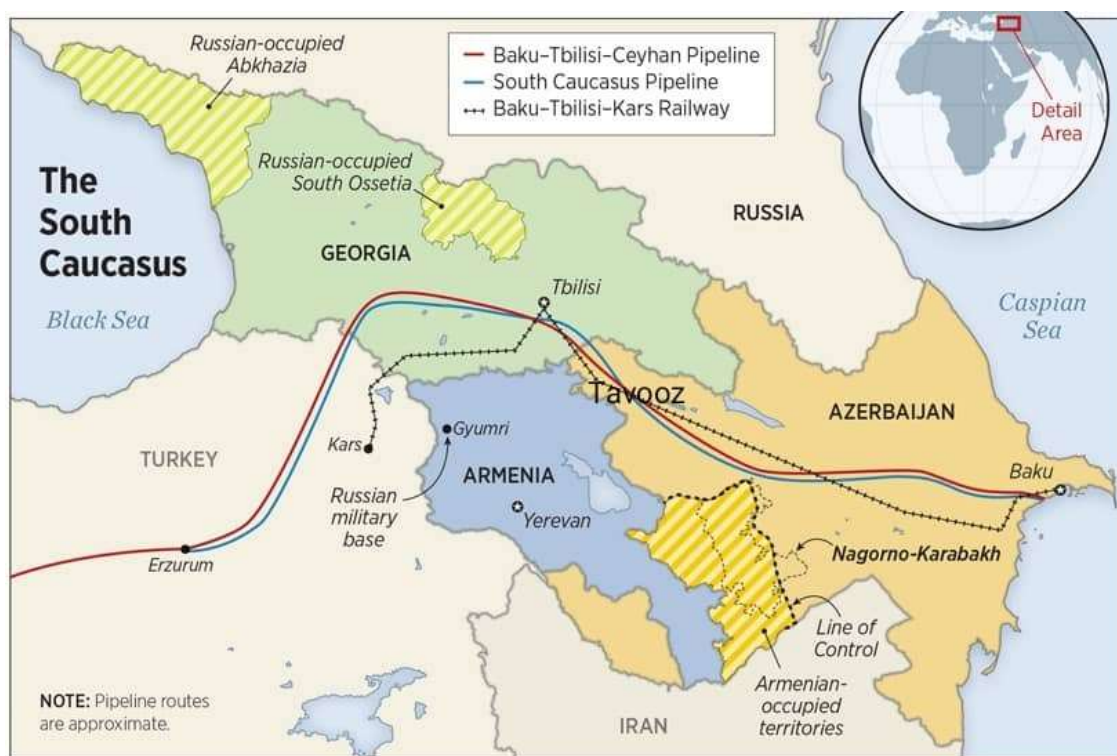 The
South
Caucasus
Russian-occupied
Abkhazia
Baku–Tbilisi–Ceyhan Pipeline
South Caucasus Pipeline
Baku–Tbilisi–Kars Railway
Detail
Area
Russian-occupied
South Ossetia
RUSSIA
GEORGIA
Black Sea
Tbilisi
Caspian
Sea
Tavooz
AZERBAIJAN
Kars
Gyumri
TURKEY
ARMENIA
Baku
Russian
military
base
Yerevan
Erzurum
Nagorno-Karabakh
Line of
Control
Armenian-
occupied
territories
IRAN
NOTE: Pipeline routes
are approximate.